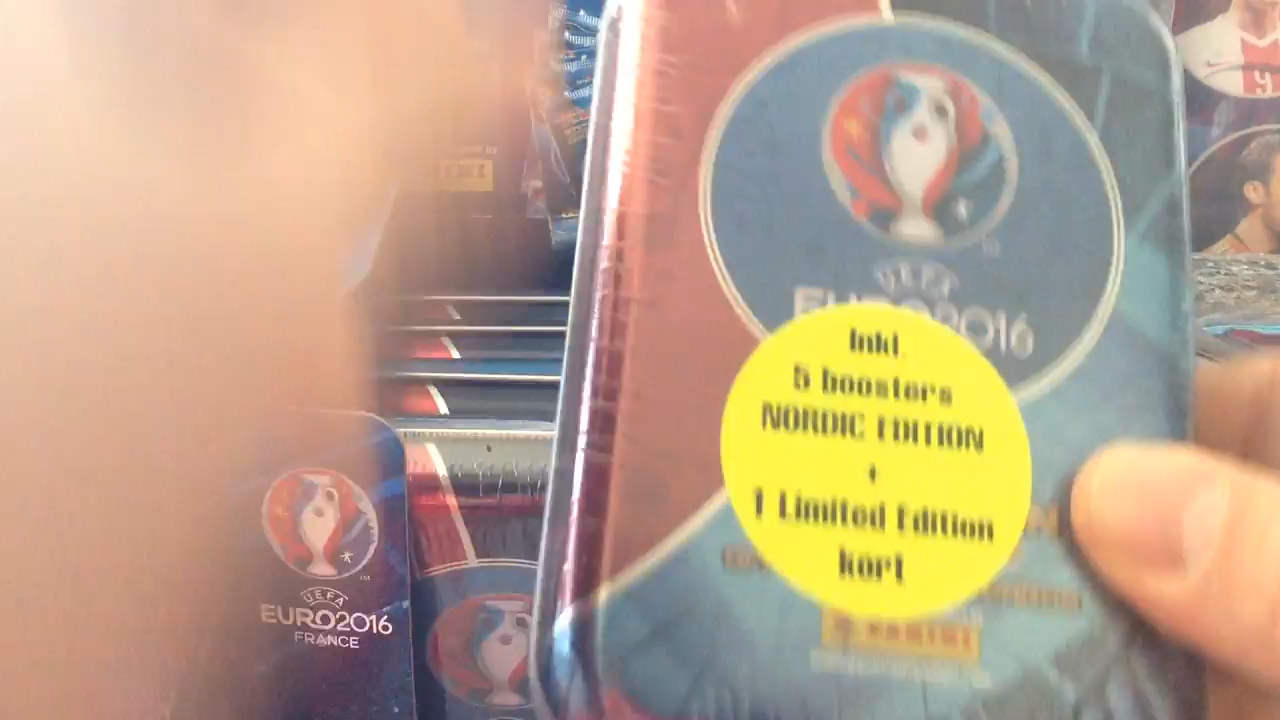 UEFA
EURO2016
Inkl.
5 boosters
NORDIC EDITION
+
1 Limited Edition
kort
PANINI
UEFA
EURO2016
FRANCE
PANINI